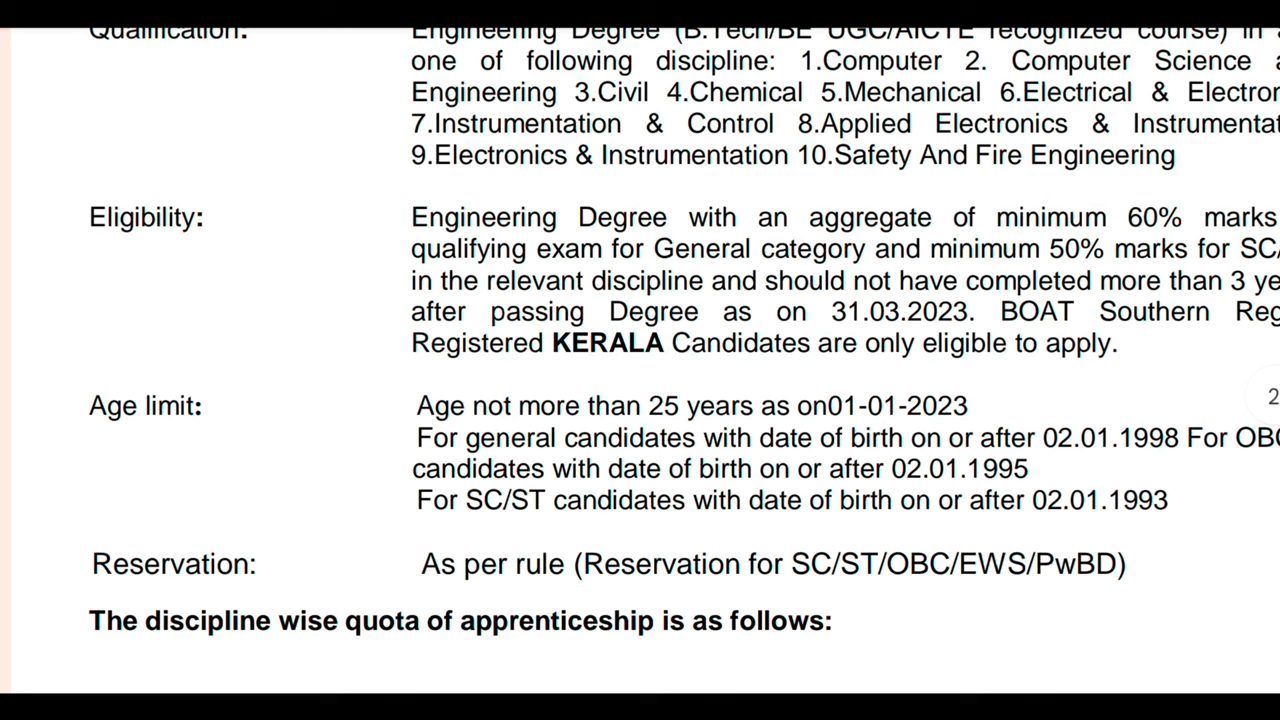 Qualification:
Engineering Degree (B.Tech/BE UGC/AICTE recognized course) in
one of following discipline: 1.Computer 2. Computer Science
Engineering 3.Civil 4.Chemical 5.Mechanical 6.Electrical &
7.Instrumentation & Control 8.Applied Electronics &
9.Electronics & Instrumentation 10.Safety And Fire Engineering
Eligibility:
Engineering Degree with an aggregate of minimum 60% marks
qualifying exam for General category and minimum 50% marks for
in the relevant discipline and should not have completed more than 3
after passing Degree as on 31.03.2023. BOAT Southern
Registered KERALA Candidates are only eligible to apply.
Age limit:
Age not more than 25 years as on01-01-2023
For general candidates with date of birth on or after 02.01.1998 For
candidates with date of birth on or after 02.01.1995
For SC/ST candidates with date of birth on or after 02.01.1993
2
Reservation:
As per rule (Reservation for SC/ST/OBC/EWS/PwBD)
The discipline wise quota of apprenticeship is as follows: